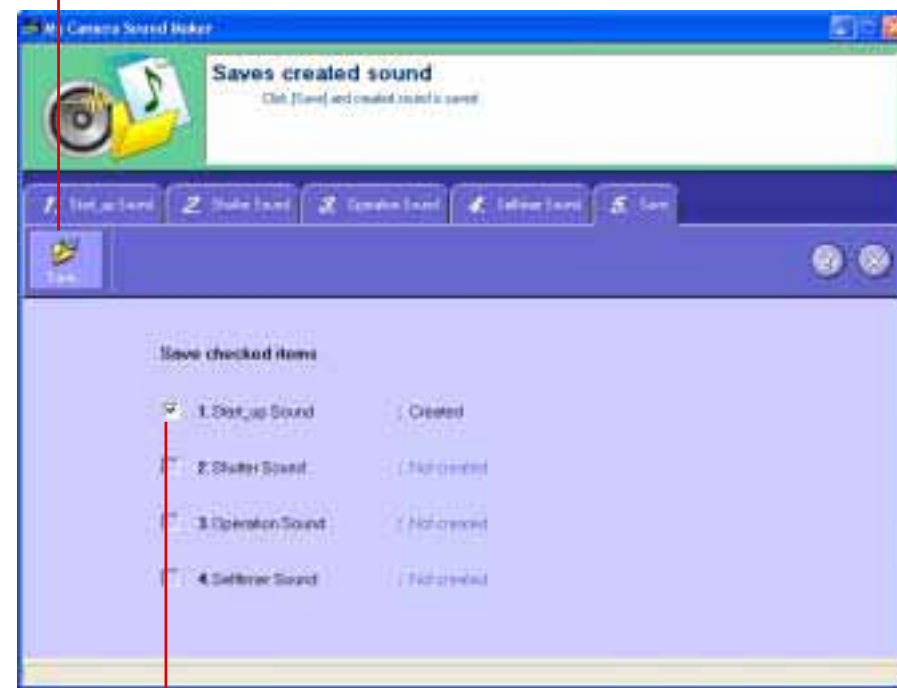 My Camera Sound Maker
Saves created sound
Click [Save] and created sound is saved.
1. Start_up Sound
2. Shutter Sound
3. Operation Sound
4. Selftimer Sound
5. Save
Save
Save checked items
1. Start_up Sound : Created
2. Shutter Sound : Not created
3. Operation Sound : Not created
4. Selftimer Sound : Not created